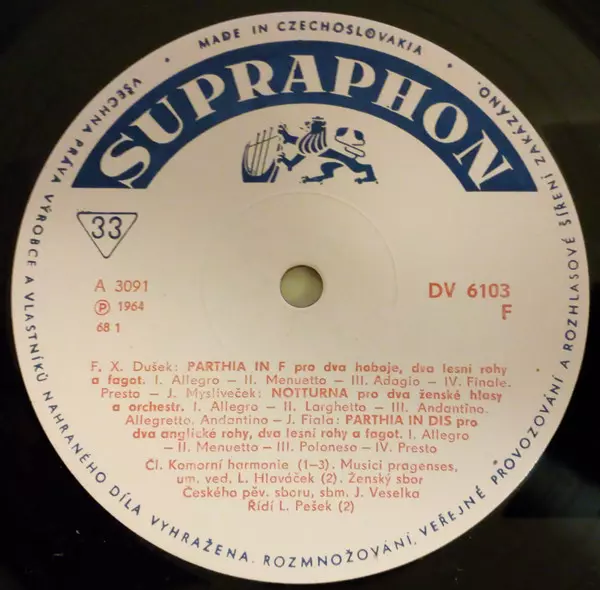 MADE IN CZECHOSLOVAKIA
SUPRAPHON
33
A 3091
℗ 1964
68 1
DV 6103
F
F. X. Dušek: PARTHIA IN F pro dva hoboje, dva lesní rohy
a fagot. I. Allegro – II. Menuetto – III. Adagio – IV. Finale.
Presto – J. Mysliveček: NOTTURNA pro dva ženské hlasy
a orchestr. I. Allegro – II. Larghetto – III. Andantino.
Allegretto. Andantino – J. Fiala: PARTHIA IN DIS pro
dva anglické rohy, dva lesní rohy a fagot. I. Allegro
– II. Menuetto – III. Polonese – IV. Presto
Čl. Komorní harmonie (1–3). Musici pragenses,
um. ved. L. Hlaváček (2). Ženský sbor
Českého pěv. sboru, sbm. J. Veselka
Řídí L. Pešek (2)
VŠECHNA PRÁVA VÝROBCE A VLASTNÍKŮ NAHRANÉHO DÍLA VYHRAŽENA. ROZMNOŽOVÁNÍ, VEŘEJNÉ PROVOZOVÁNÍ A ROZHLASOVÉ ŠÍŘENÍ ZAKÁZÁNO.